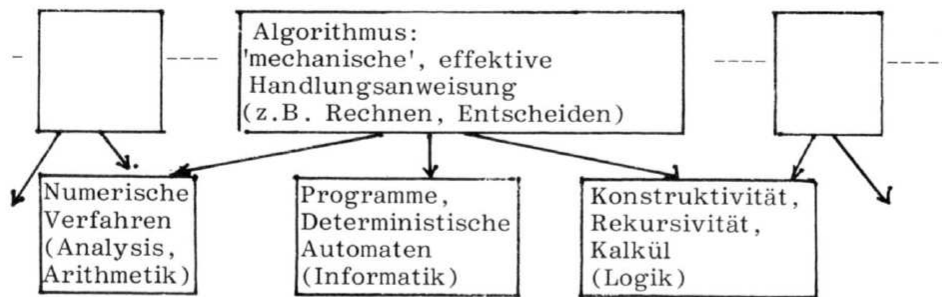 Algorithmus:
'mechanische', effektive
Handlungsanweisung
(z.B. Rechnen, Entscheiden)
Numerische
Verfahren
(Analysis,
Arithmetik)
Programme,
Deterministische
Automaten
(Informatik)
Konstruktivität,
Rekursivität,
Kalkül
(Logik)